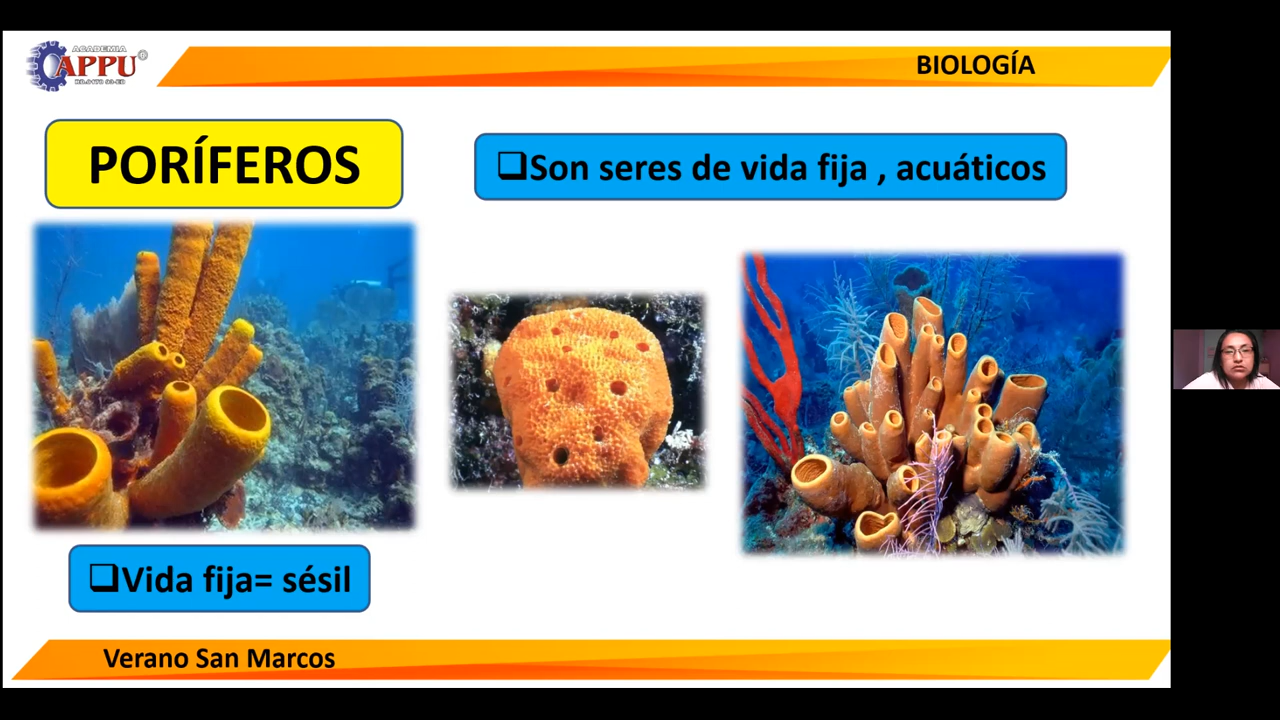 ACADEMIA
APPU
BIOLOGÍA
PORÍFEROS
❑Son seres de vida fija , acuáticos
❑Vida fija= sésil
Verano San Marcos